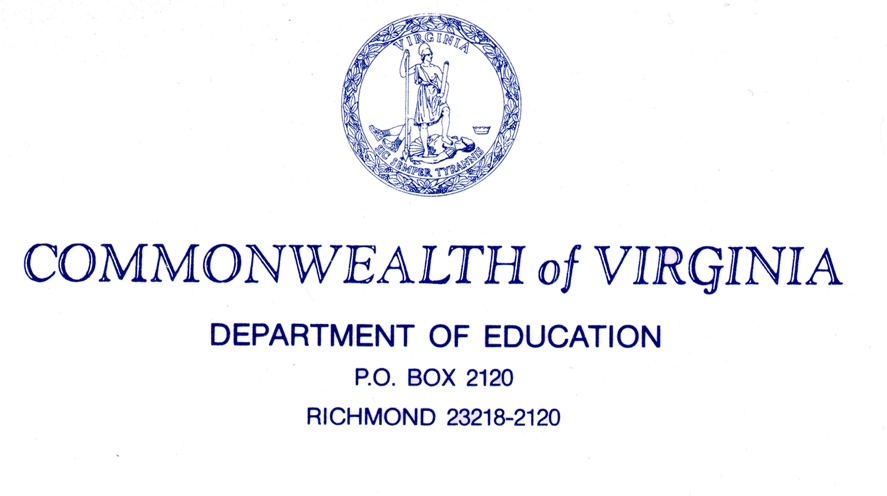 VIRGINIA
SIC SEMPER TYRANNIS
COMMONWEALTH of VIRGINIA
DEPARTMENT OF EDUCATION
P.O. BOX 2120
RICHMOND 23218-2120